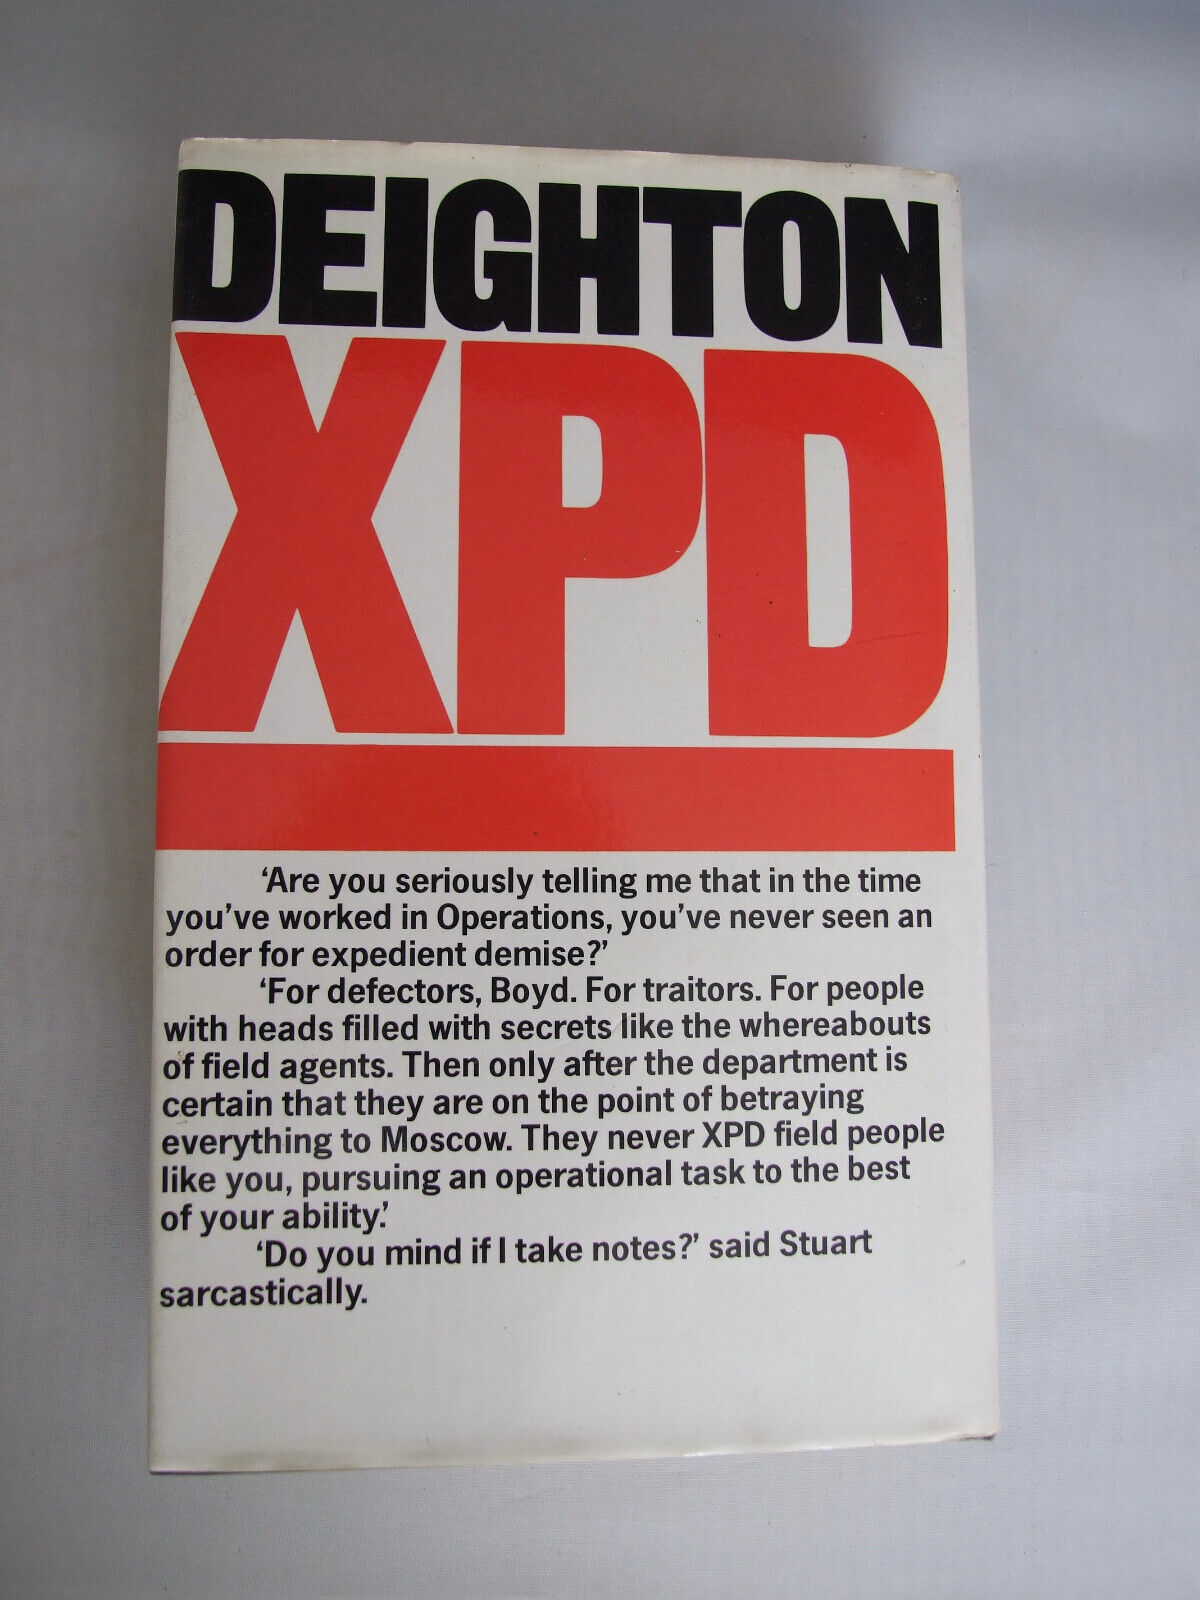 DEIGHTON
XPD
‘Are you seriously telling me that in the time
you’ve worked in Operations, you’ve never seen an
order for expedient demise?’
‘For defectors, Boyd. For traitors. For people
with heads filled with secrets like the whereabouts
of field agents. Then only after the department is
certain that they are on the point of betraying
everything to Moscow. They never XPD field people
like you, pursuing an operational task to the best
of your ability.’
‘Do you mind if I take notes?’ said Stuart
sarcastically.